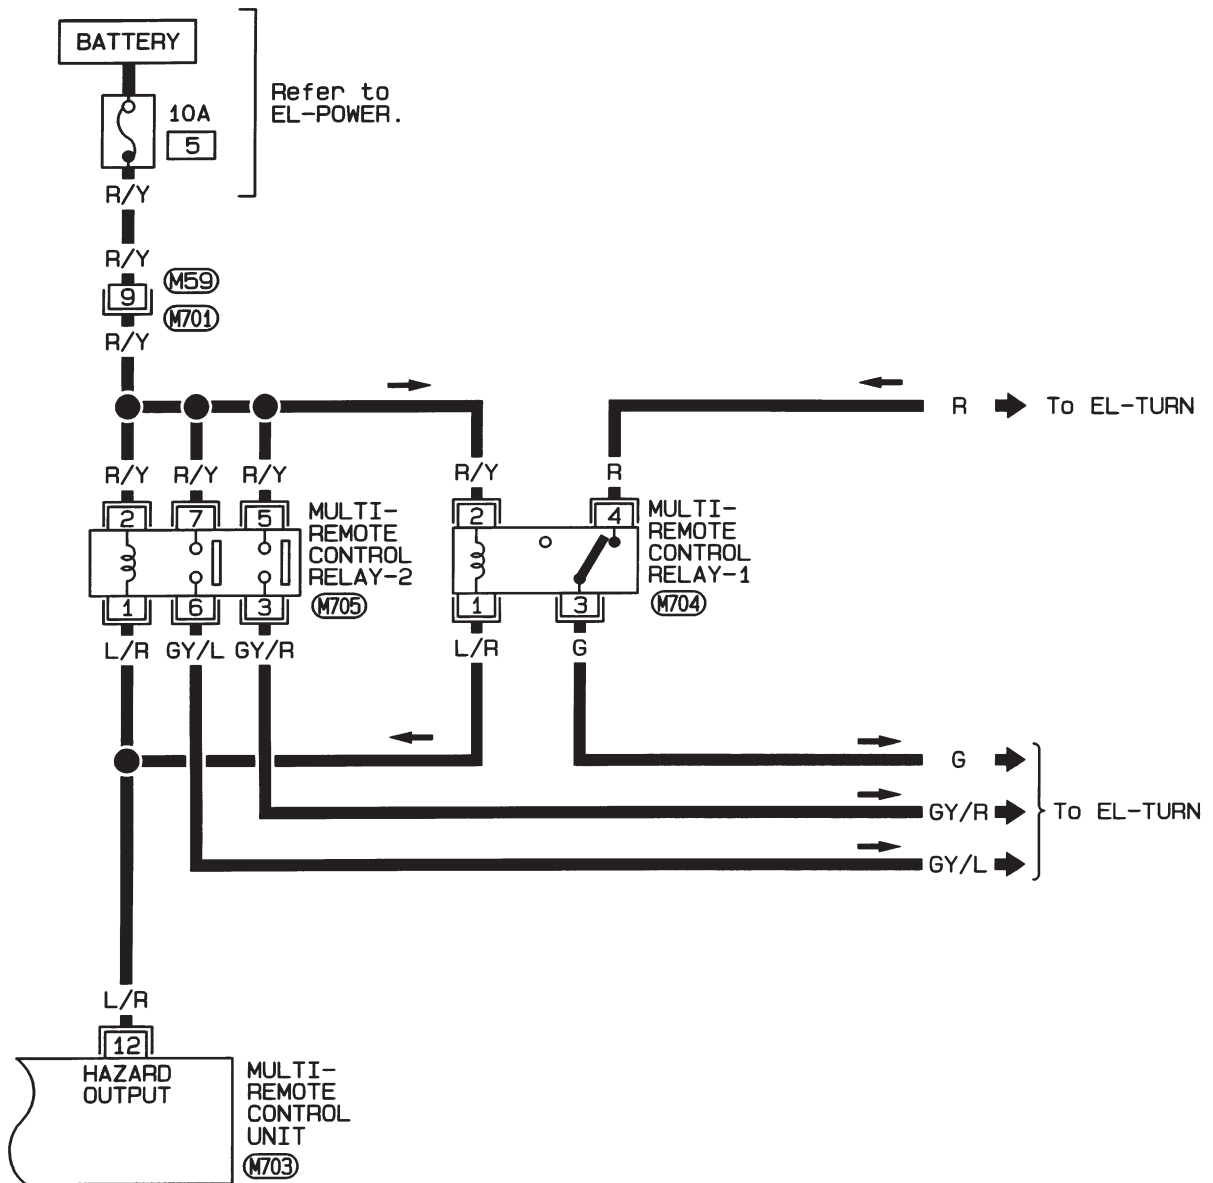 BATTERY
Refer to
EL-POWER.
10A
5
R/Y
R/Y
M59
9
M701
R/Y
R To EL-TURN
R/Y R/Y R/Y R/Y R
2 7 5 2 4
MULTI-
REMOTE
CONTROL
RELAY-2
M705
MULTI-
REMOTE
CONTROL
RELAY-1
M704
1 6 3 1 3
L/R GY/L GY/R L/R G
G
GY/R To EL-TURN
GY/L
L/R
12
HAZARD
OUTPUT
MULTI-
REMOTE
CONTROL
UNIT
M703